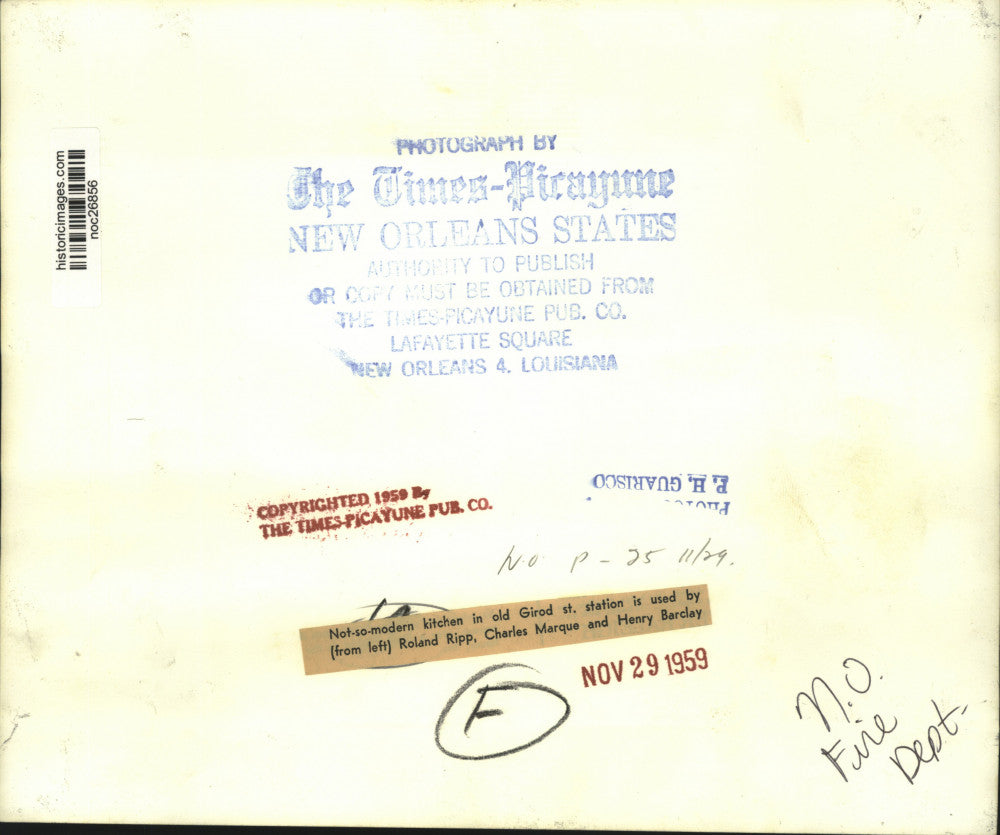 historicimages.com
noc26856
PHOTOGRAPH BY
The Times-Picayune
NEW ORLEANS STATES
AUTHORITY TO PUBLISH
OR COPY MUST BE OBTAINED FROM
THE TIMES-PICAYUNE PUB. CO.
LAFAYETTE SQUARE
NEW ORLEANS 4. LOUISIANA
P. H. GUARISCO
COPYRIGHTED 1959 By
THE TIMES-PICAYUNE PUB. CO.
N.O P - 25 11/29.
Not-so-modern kitchen in old Girod st. station is used by
(from left) Roland Ripp, Charles Marque and Henry Barclay
NOV 29 1959
F
N.O.
Fire
Dept.